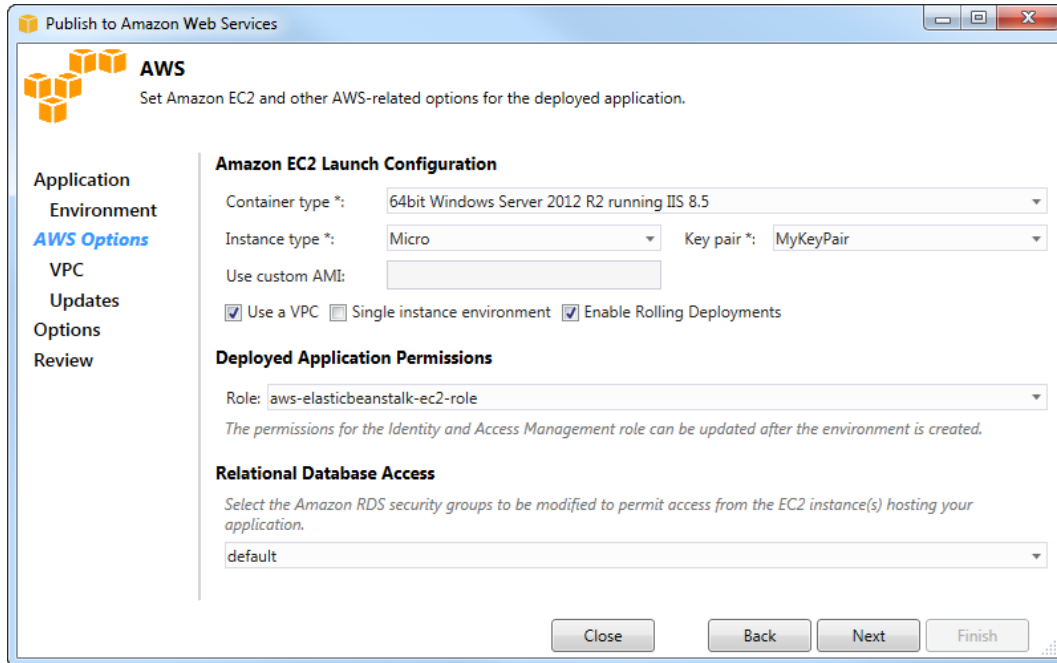 Publish to Amazon Web Services
AWS
Set Amazon EC2 and other AWS-related options for the deployed application.
Application
Environment
AWS Options
VPC
Updates
Options
Review
Amazon EC2 Launch Configuration
Container type *: 64bit Windows Server 2012 R2 running IIS 8.5
Instance type *: Micro Key pair *: MyKeyPair
Use custom AMI:
Use a VPC Single instance environment Enable Rolling Deployments
Deployed Application Permissions
Role: aws-elasticbeanstalk-ec2-role
The permissions for the Identity and Access Management role can be updated after the environment is created.
Relational Database Access
Select the Amazon RDS security groups to be modified to permit access from the EC2 instance(s) hosting your
application.
default
Close Back Next Finish